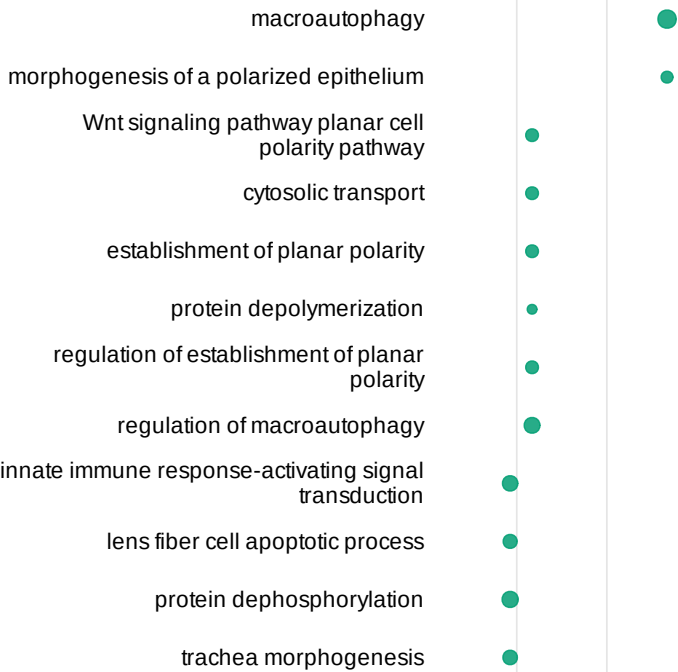 macroautophagy
morphogenesis of a polarized epithelium
Wnt signaling pathway planar cell
polarity pathway
cytosolic transport
establishment of planar polarity
protein depolymerization
regulation of establishment of planar
polarity
regulation of macroautophagy
innate immune response-activating signal
transduction
lens fiber cell apoptotic process
protein dephosphorylation
trachea morphogenesis